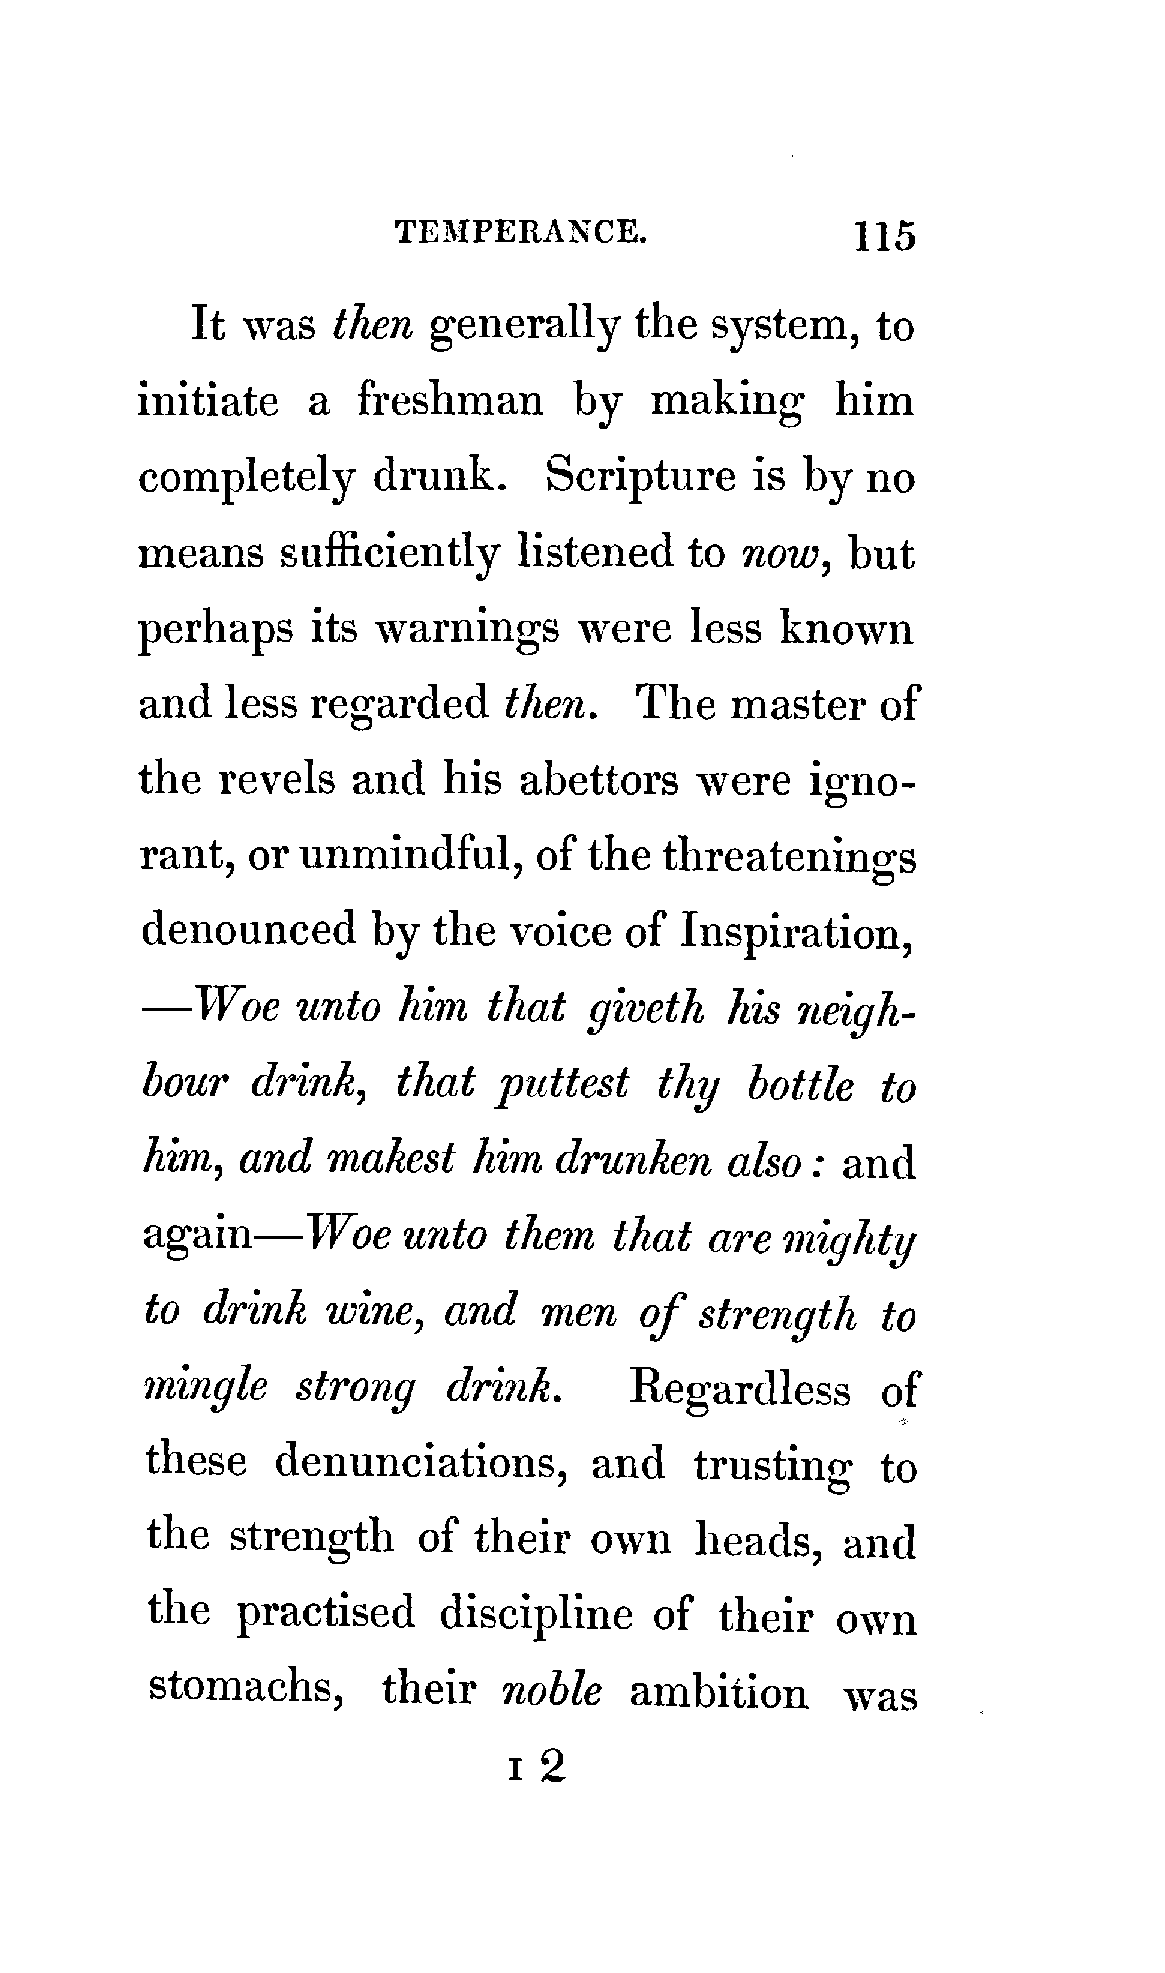 TEMPERANCE. 115
It was then generally the system, to
initiate a freshman by making him
completely drunk. Scripture is by no
means sufficiently listened to now, but
perhaps its warnings were less known
and less regarded then. The master of
the revels and his abettors were igno-
rant, or unmindful, of the threatenings
denounced by the voice of Inspiration,
—Woe unto him that giveth his neigh-
bour drink, that puttest thy bottle to
him, and makest him drunken also: and
again—Woe unto them that are mighty
to drink wine, and men of strength to
mingle strong drink. Regardless of
these denunciations, and trusting to
the strength of their own heads, and
the practised discipline of their own
stomachs, their noble ambition was
I 2